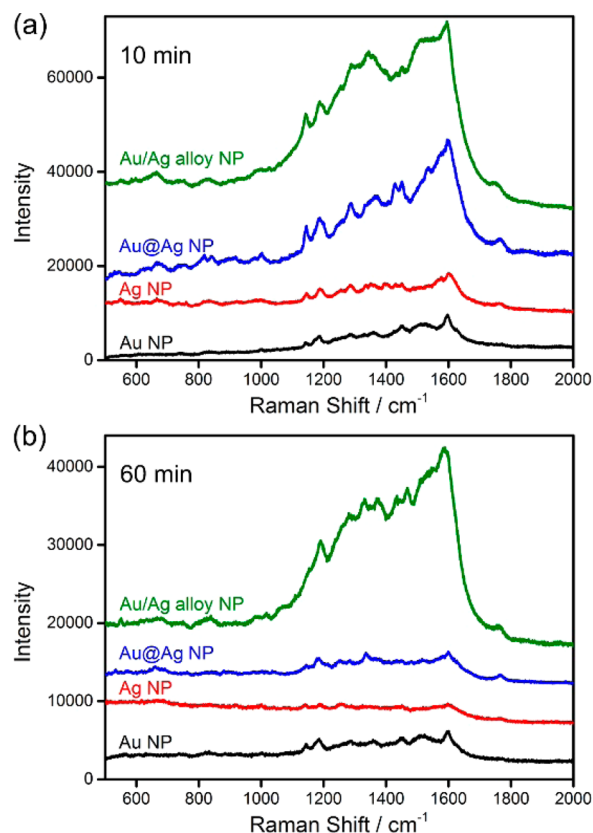 (a)
10 min
60000
40000
20000
0
Intensity
Au/Ag alloy NP
Au@Ag NP
Ag NP
Au NP
600 800 1000 1200 1400 1600 1800 2000
Raman Shift / cm-1
(b)
60 min
40000
30000
20000
10000
0
Intensity
Au/Ag alloy NP
Au@Ag NP
Ag NP
Au NP
600 800 1000 1200 1400 1600 1800 2000
Raman Shift / cm-1